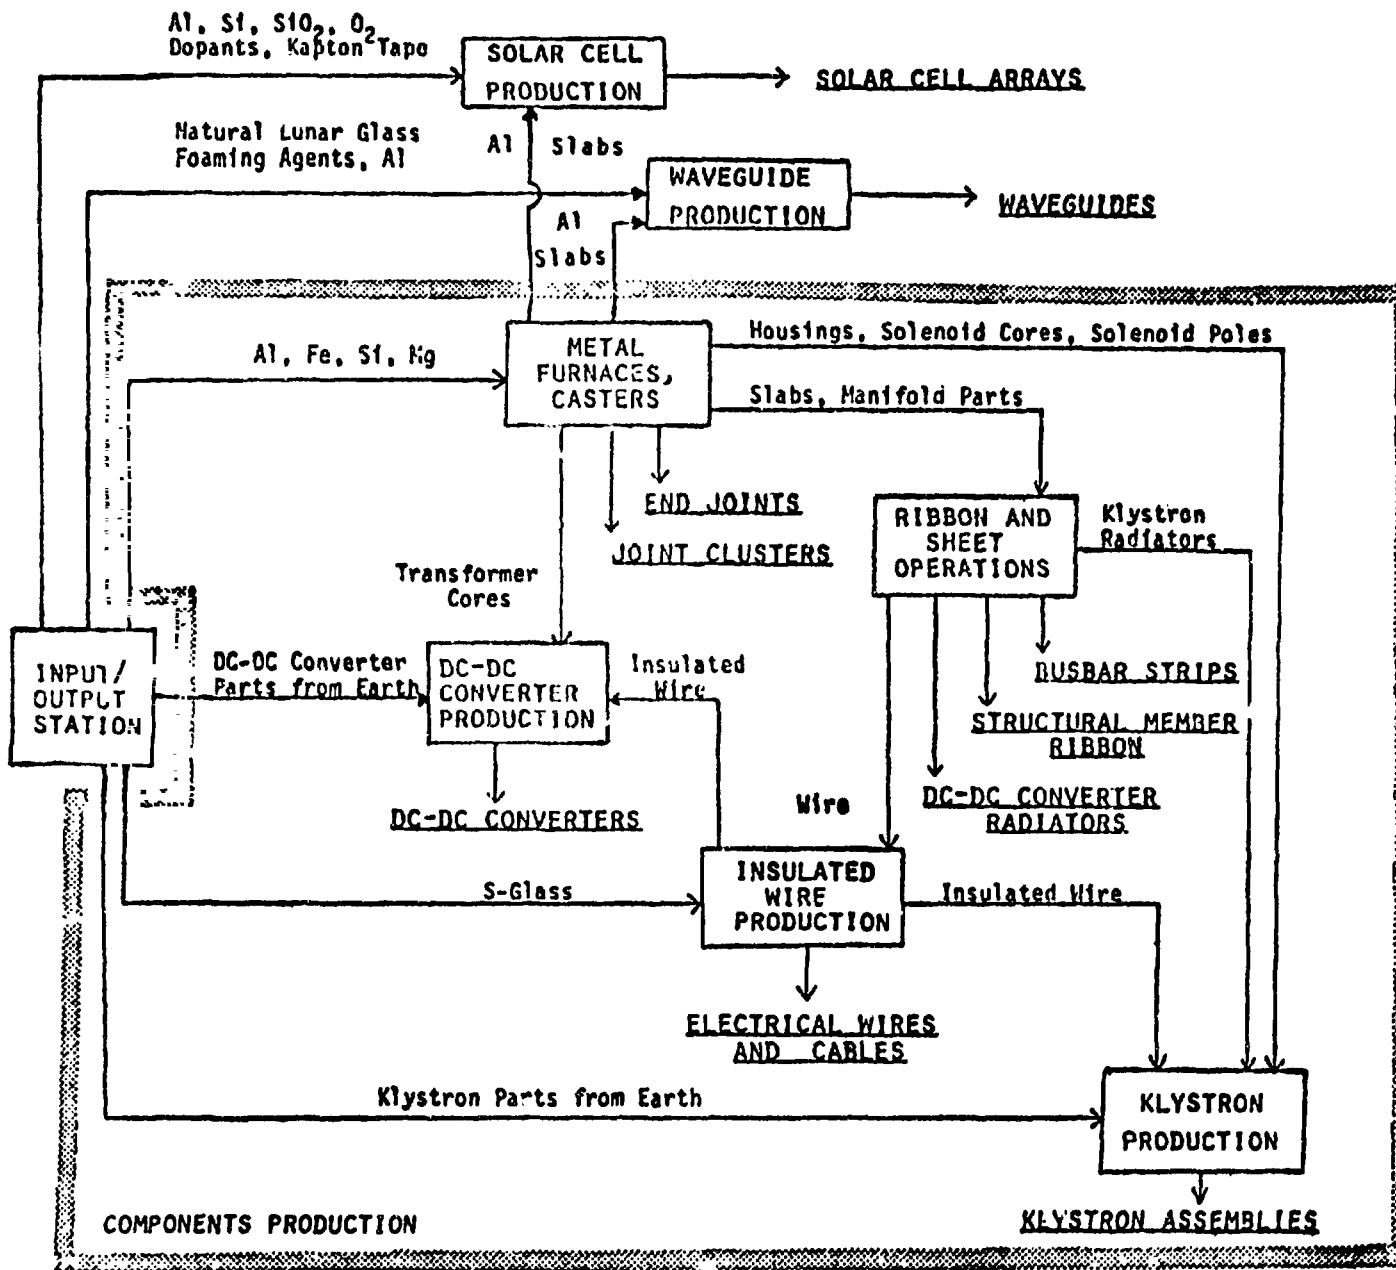 Al, Si, SiO2, O2
Dopants, Kapton Tape
SOLAR CELL
PRODUCTION
SOLAR CELL ARRAYS
Natural Lunar Glass
Foaming Agents, Al
Al Slabs
WAVEGUIDE
PRODUCTION
WAVEGUIDES
Al
Slabs
Al, Fe, Si, Mg
METAL
FURNACES,
CASTERS
Housings, Solenoid Cores, Solenoid Poles
Slabs, Manifold Parts
END JOINTS
JOINT CLUSTERS
RIBBON AND
SHEET
OPERATIONS
Klystron
Radiators
Transformer
Cores
INPUT/
OUTPUT
STATION
DC-DC Converter
Parts from Earth
DC-DC
CONVERTER
PRODUCTION
Insulated
Wire
BUSBAR STRIPS
STRUCTURAL MEMBER
RIBBON
DC-DC CONVERTER
RADIATORS
DC-DC CONVERTERS
Wire
S-Glass
INSULATED
WIRE
PRODUCTION
Insulated Wire
ELECTRICAL WIRES
AND CABLES
Klystron Parts from Earth
KLYSTRON
PRODUCTION
KLYSTRON ASSEMBLIES
COMPONENTS PRODUCTION